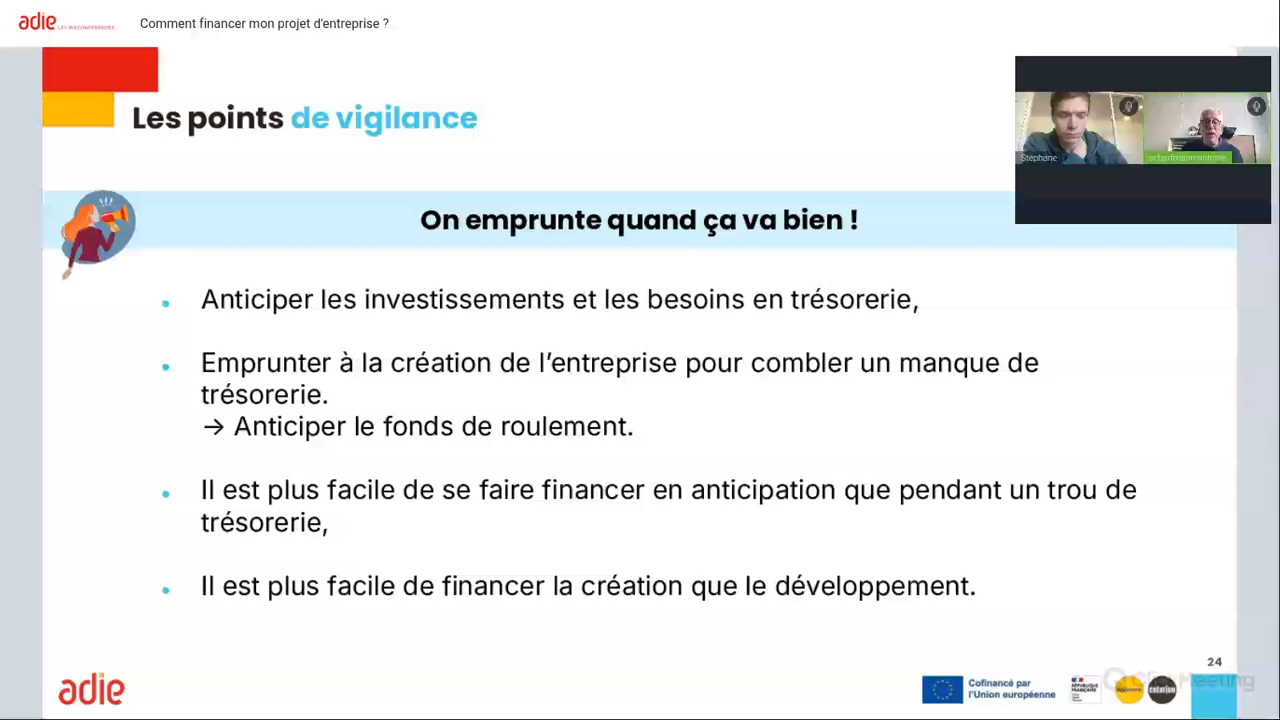 adie
Comment financer mon projet d'entreprise ?
Les points de vigilance
Stéphane
On emprunte quand ça va bien !
• Anticiper les investissements et les besoins en trésorerie,
• Emprunter à la création de l’entreprise pour combler un manque de
trésorerie.
→ Anticiper le fonds de roulement.
• Il est plus facile de se faire financer en anticipation que pendant un trou de
trésorerie,
• Il est plus facile de financer la création que le développement.
24
adie
Cofinancé par
l’Union européenne